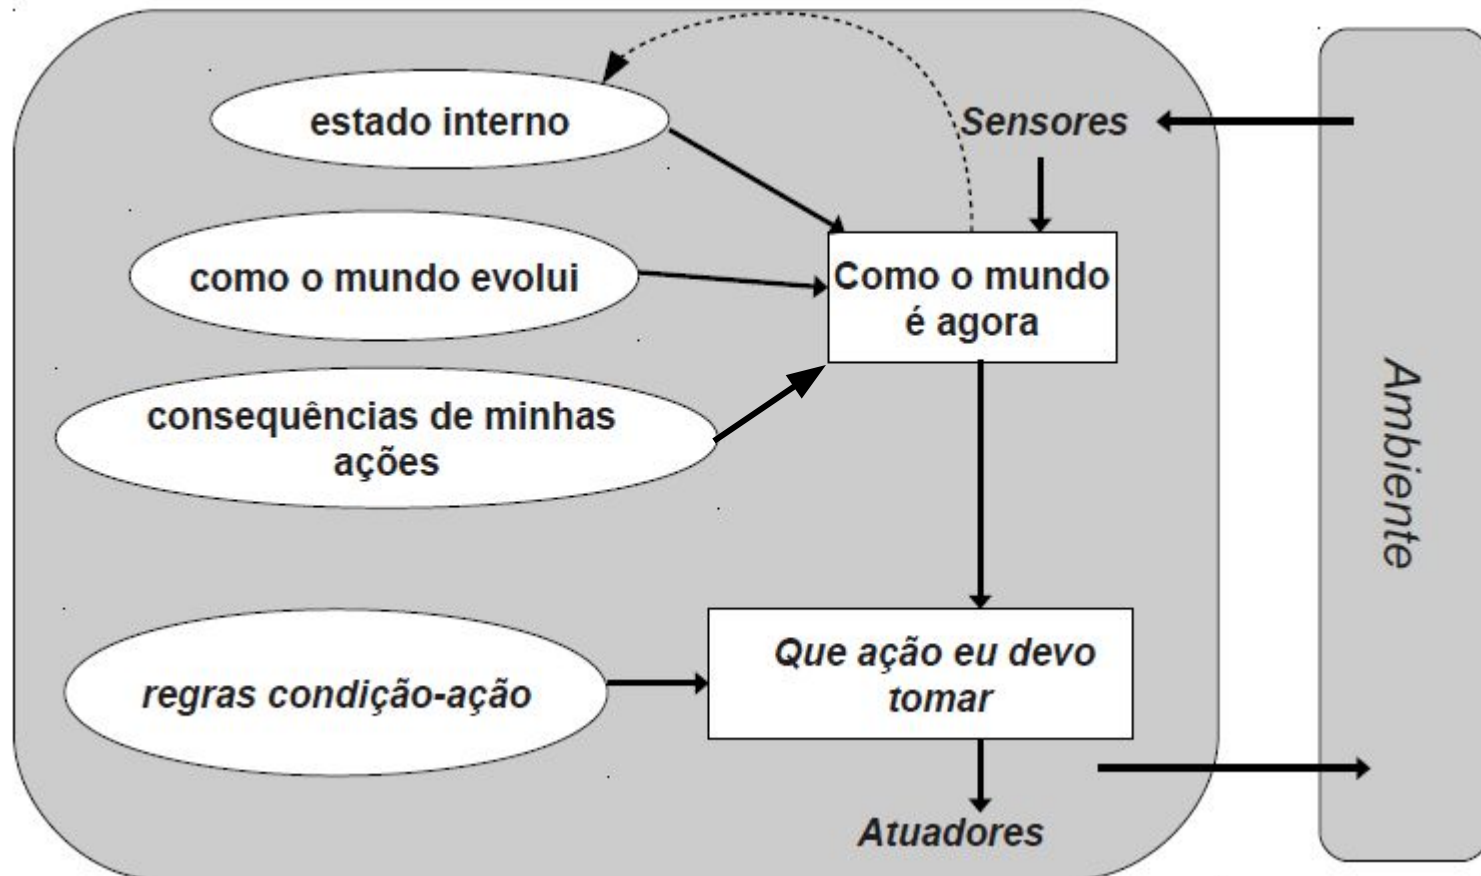 estado interno
Sensores
como o mundo evolui
Como o mundo
é agora
consequências de minhas
ações
Ambiente
regras condição-ação
Que ação eu devo
tomar
Atuadores